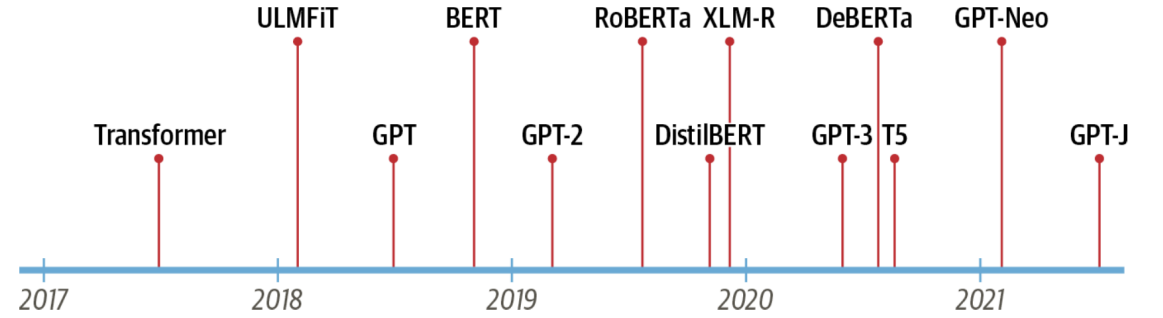 ULMFiT BERT RoBERTa XLM-R DeBERTa GPT-Neo
Transformer GPT GPT-2 DistilBERT GPT-3 T5 GPT-J
2017 2018 2019 2020 2021